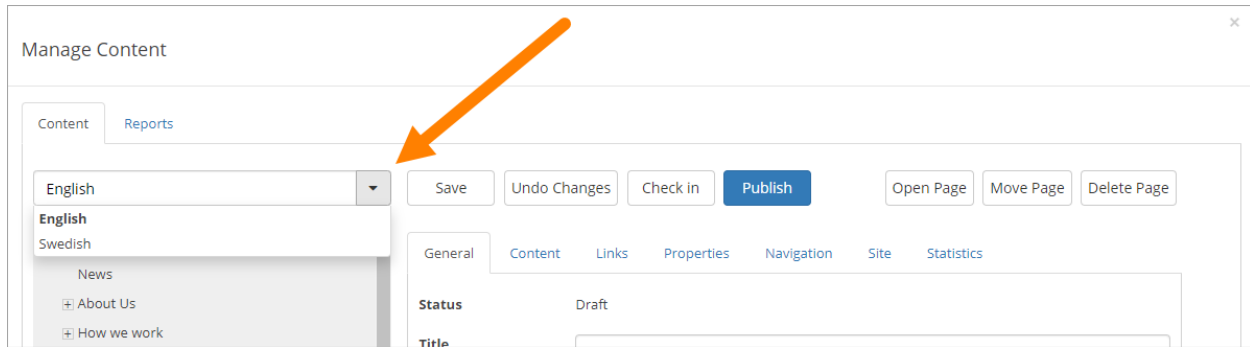 ×
Manage Content
Content Reports
English
Save Undo Changes Check in Publish Open Page Move Page Delete Page
English
Swedish
General Content Links Properties Navigation Site Statistics
News
About Us
Status Draft
How we work
Title